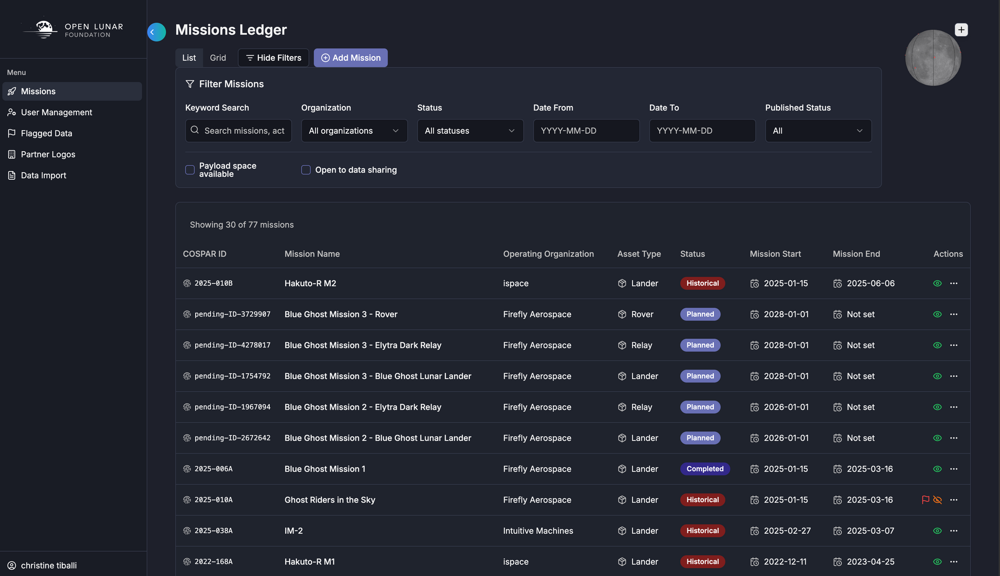 OPEN LUNAR
FOUNDATION
Menu
Missions
User Management
Flagged Data
Partner Logos
Data Import
christine tiballi
Missions Ledger
List Grid Hide Filters Add Mission
Filter Missions
Keyword Search Organization Status Date From Date To Published Status
Search missions, act All organizations All statuses YYYY-MM-DD YYYY-MM-DD All
Payload space
available
Open to data sharing
Showing 30 of 77 missions
COSPAR ID Mission Name Operating Organization Asset Type Status Mission Start Mission End Actions
2025-010B Hakuto-R M2 ispace Lander Historical 2025-01-15 2025-06-06
pending-ID-3729907 Blue Ghost Mission 3 - Rover Firefly Aerospace Rover Planned 2028-01-01 Not set
pending-ID-4278017 Blue Ghost Mission 3 - Elytra Dark Relay Firefly Aerospace Relay Planned 2028-01-01 Not set
pending-ID-1754792 Blue Ghost Mission 3 - Blue Ghost Lunar Lander Firefly Aerospace Lander Planned 2028-01-01 Not set
pending-ID-1967094 Blue Ghost Mission 2 - Elytra Dark Relay Firefly Aerospace Relay Planned 2026-01-01 Not set
pending-ID-2672642 Blue Ghost Mission 2 - Blue Ghost Lunar Lander Firefly Aerospace Lander Planned 2026-01-01 Not set
2025-006A Blue Ghost Mission 1 Firefly Aerospace Lander Completed 2025-01-15 2025-03-16
2025-010A Ghost Riders in the Sky Firefly Aerospace Lander Historical 2025-01-15 2025-03-16
2025-038A IM-2 Intuitive Machines Lander Historical 2025-02-27 2025-03-07
2022-168A Hakuto-R M1 ispace Lander Historical 2022-12-11 2023-04-25